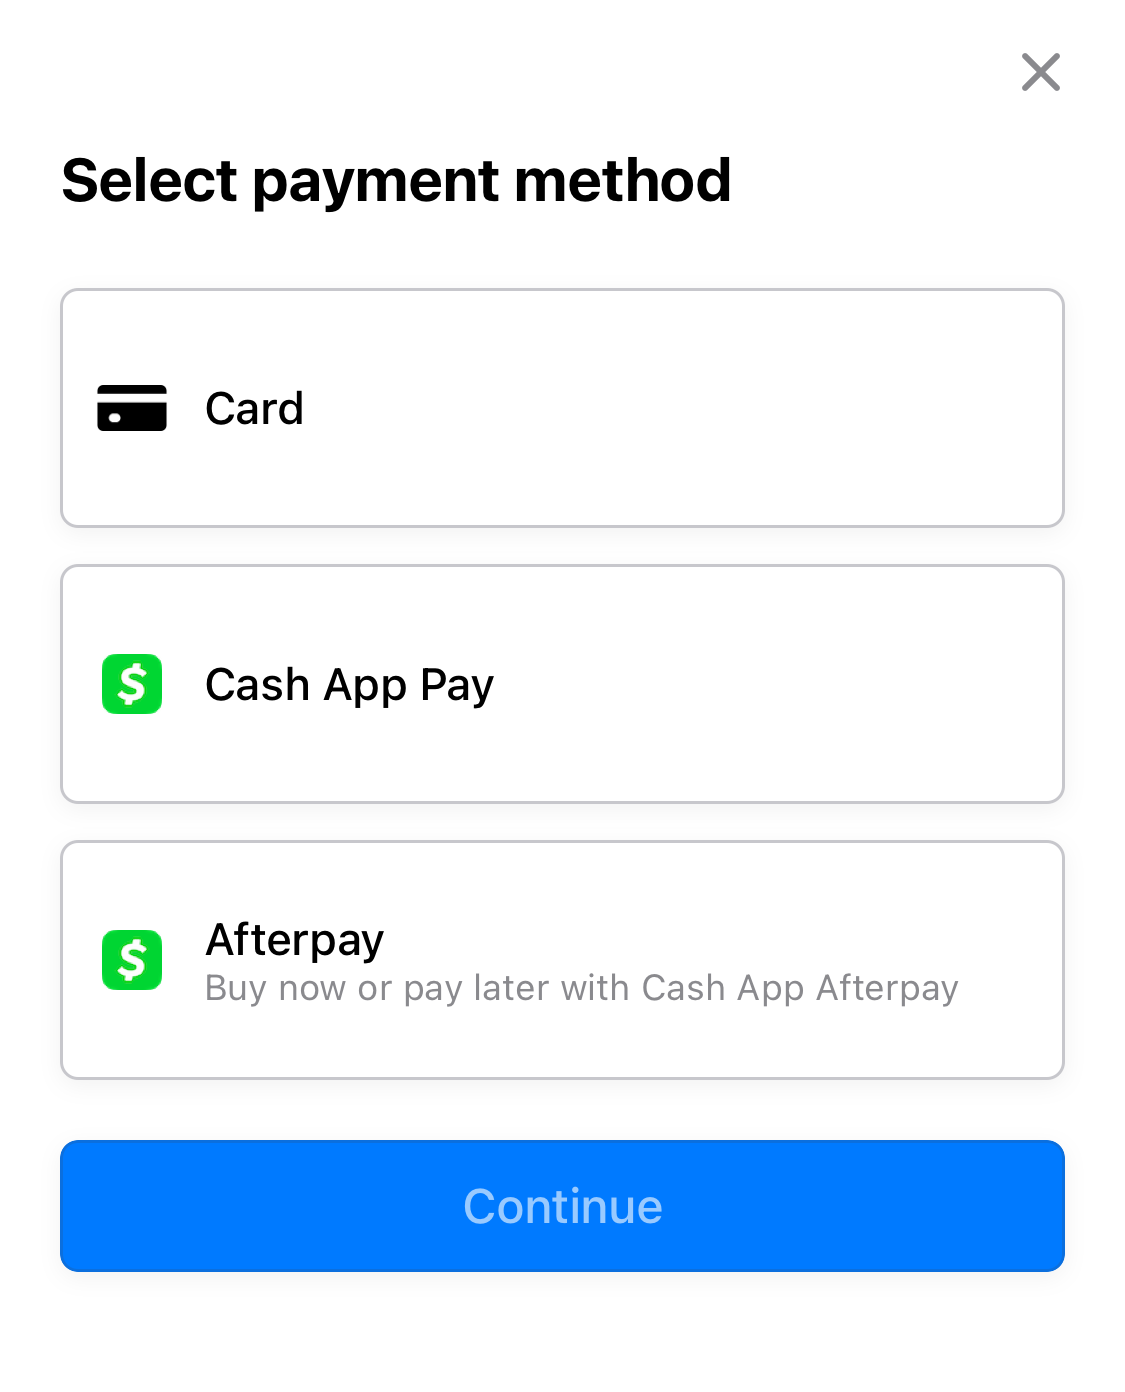 Select payment method
Card
Cash App Pay
Afterpay
Buy now or pay later with Cash App Afterpay
Continue